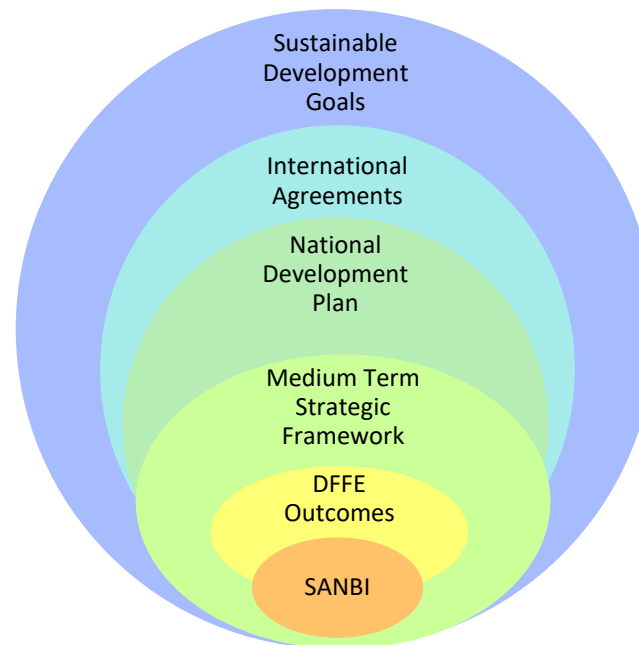 Sustainable
Development
Goals
International
Agreements
National
Development
Plan
Medium Term
Strategic
Framework
DFFE
Outcomes
SANBI